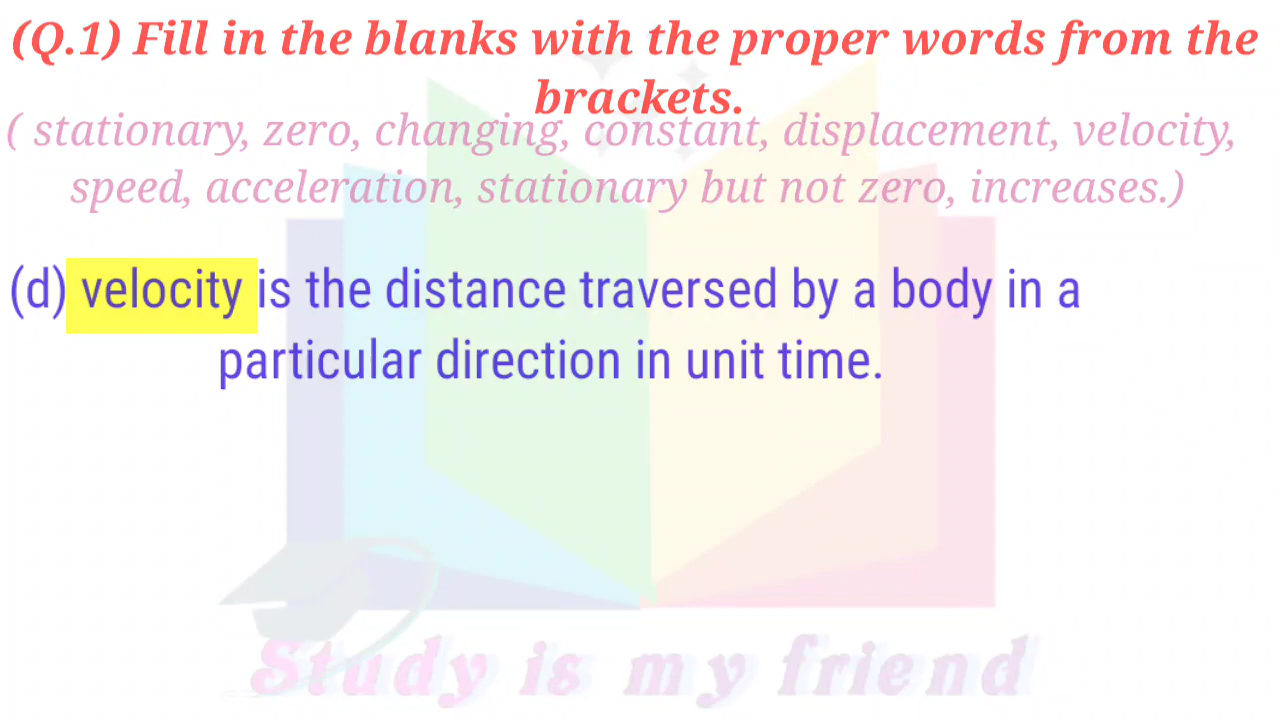 (Q.1) Fill in the blanks with the proper words from the
brackets.
( stationary, zero, changing, constant, displacement, velocity,
speed, acceleration, stationary but not zero, increases.)
(d) velocity is the distance traversed by a body in a
particular direction in unit time.
Study is my friend